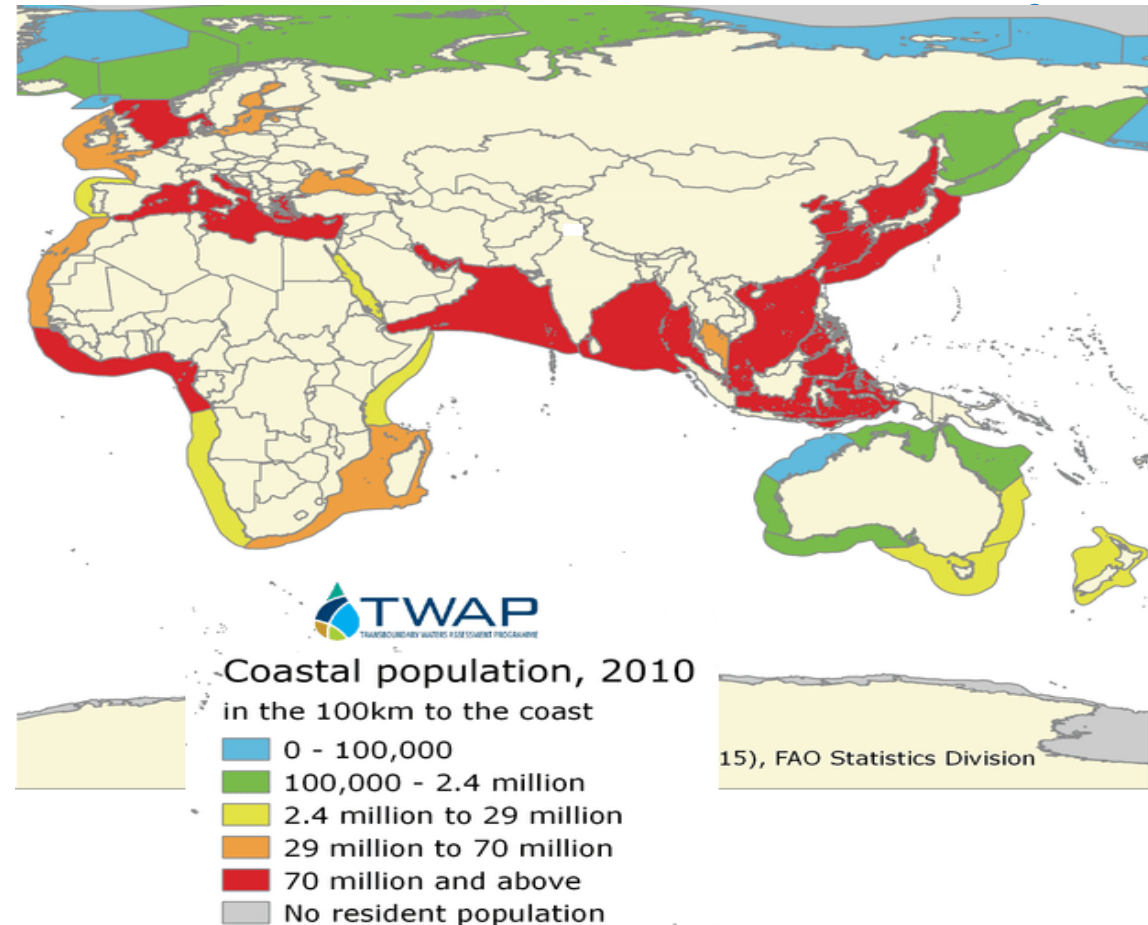 TWAP
TRANSBOUNDARY WATERS ASSESSMENT PROGRAMME
Coastal population, 2010
in the 100km to the coast
15), FAO Statistics Division
0 - 100,000
100,000 - 2.4 million
2.4 million to 29 million
29 million to 70 million
70 million and above
No resident population